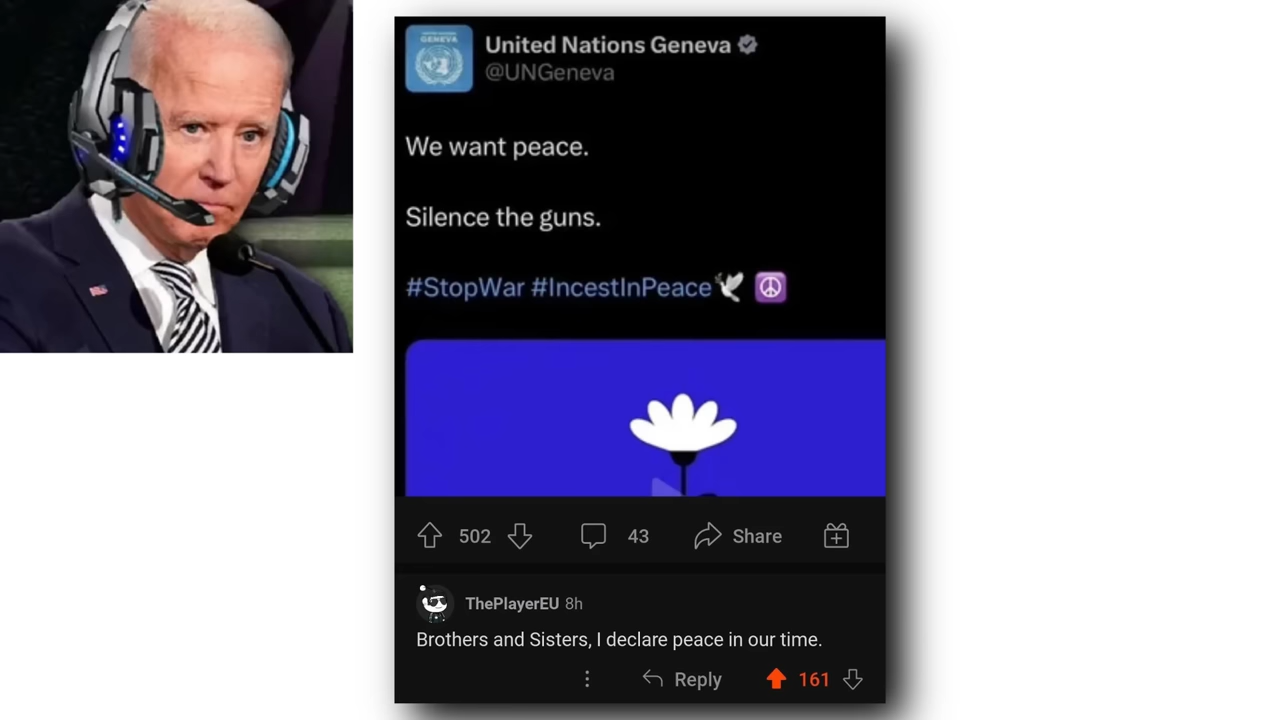 GENEVA
United Nations Geneva
@UNGeneva
We want peace.
Silence the guns.
#StopWar #IncestInPeace🕊️ ☮️
502
43
Share
ThePlayerEU 8h
Brothers and Sisters, I declare peace in our time.
Reply
161